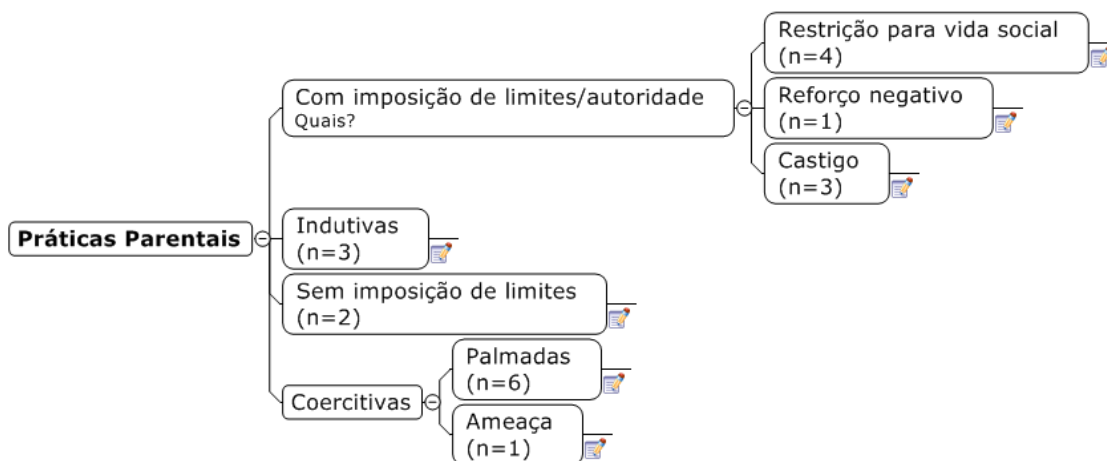 Práticas Parentais
Com imposição de limites/autoridade
Quais?
Restrição para vida social
(n=4)
Reforço negativo
(n=1)
Castigo
(n=3)
Indutivas
(n=3)
Sem imposição de limites
(n=2)
Coercitivas
Palmadas
(n=6)
Ameaça
(n=1)